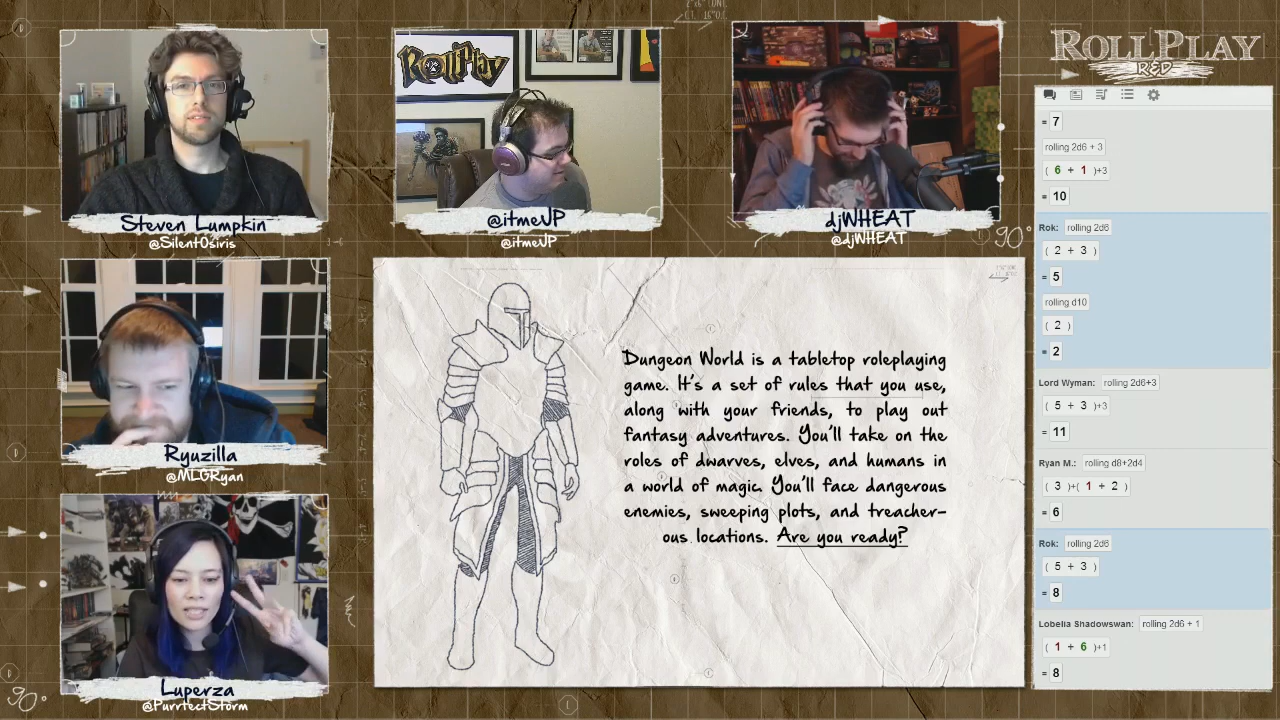 ROLLPLAY
R&D
RollPlay
Steven Lumpkin
@SilentOsiris
@itmeJP
@itmeJP
djWHEAT
@djWHEAT
90°
Ryuzilla
@MLGRyan
Luperza
@PurrfectStorm
90°
Dungeon World is a tabletop roleplaying
game. It's a set of rules that you use,
along with your friends, to play out
fantasy adventures. You'll take on the
roles of dwarves, elves, and humans in
a world of magic. You'll face dangerous
enemies, sweeping plots, and treacher-
ous locations. Are you ready?
= 7
rolling 2d6 + 3
( 6 + 1 )+3
= 10
Rok: rolling 2d6
( 2 + 3 )
= 5
rolling d10
( 2 )
= 2
Lord Wyman: rolling 2d6+3
( 5 + 3 )+3
= 11
Ryan M.: rolling d8+2d4
( 3 )+( 1 + 2 )
= 6
Rok: rolling 2d6
( 5 + 3 )
= 8
Lobelia Shadowswan: rolling 2d6 + 1
( 1 + 6 )+1
= 8